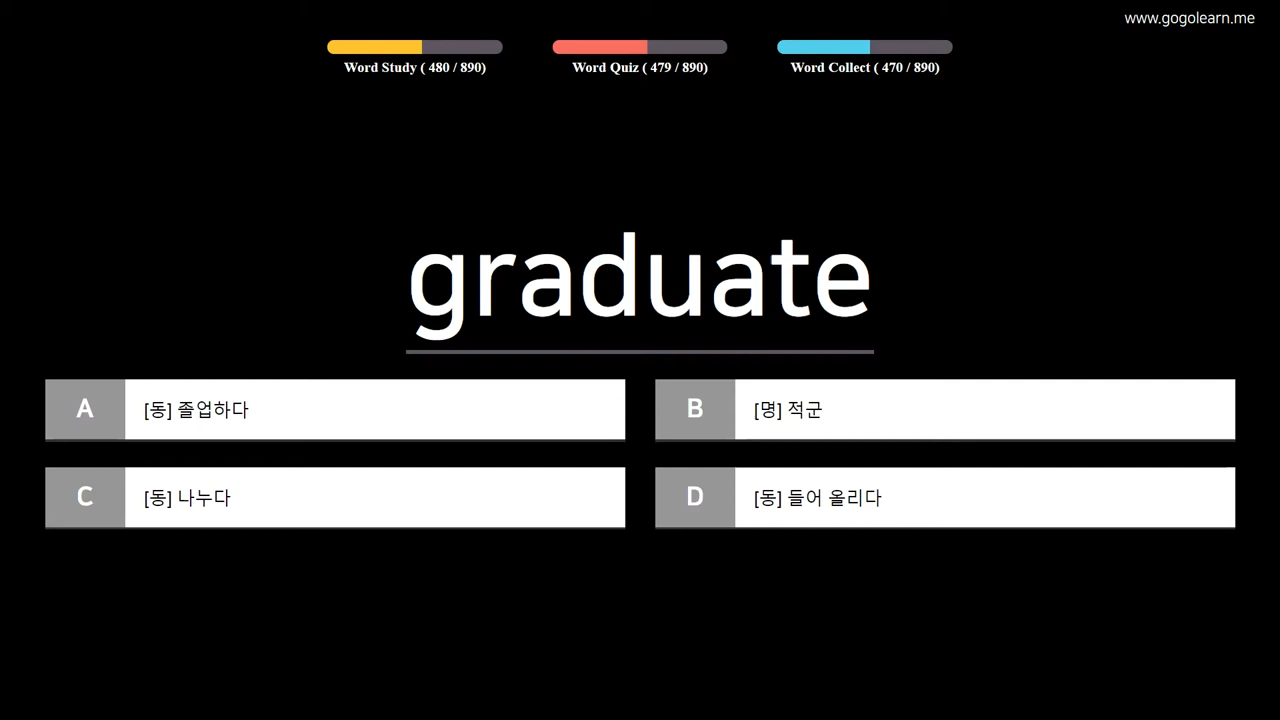 www.gogolearn.me
Word Study ( 480 / 890)
Word Quiz ( 479 / 890)
Word Collect ( 470 / 890)
graduate
A [동] 졸업하다
B [명] 적군
C [동] 나누다
D [동] 들어 올리다